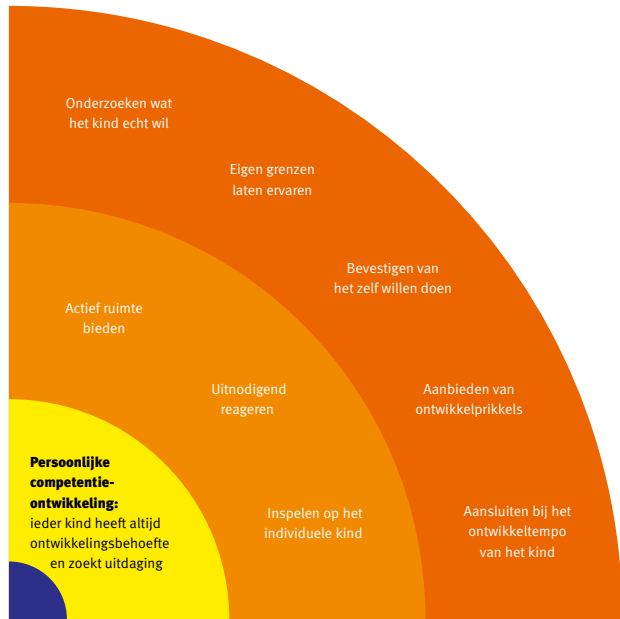 Onderzoeken wat
het kind echt wil
Eigen grenzen
laten ervaren
Bevestigen van
het zelf willen doen
Actief ruimte
bieden
Uitnodigend
reageren
Aanbieden van
ontwikkelprikkels
Persoonlijke
competentie-
ontwikkeling:
ieder kind heeft altijd
ontwikkelingsbehoefte
en zoekt uitdaging
Inspelen op het
individuele kind
Aansluiten bij het
ontwikkeltempo
van het kind